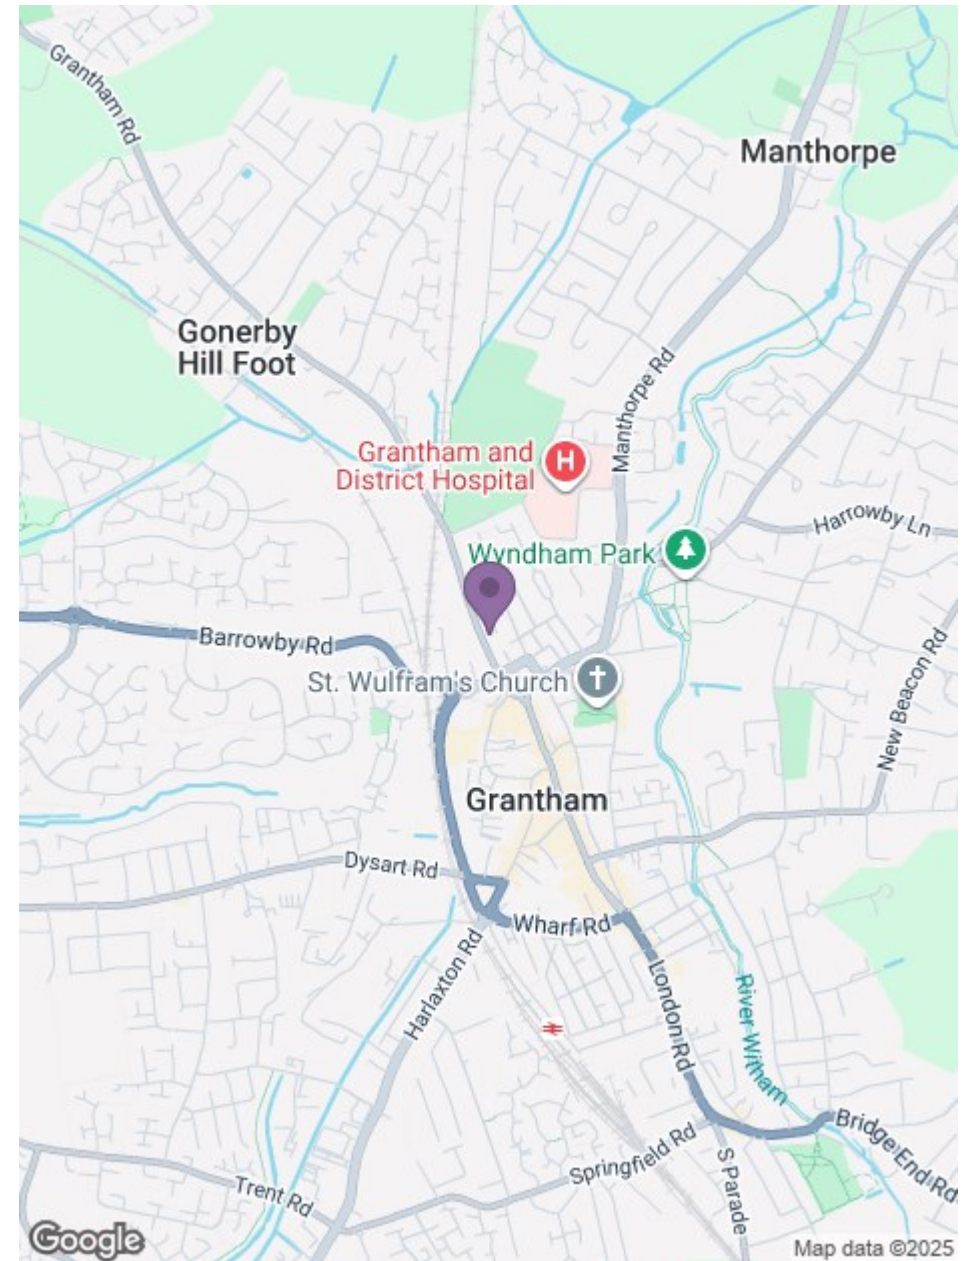 Grantham Rd
Manthorpe
Gonerby
Hill Foot
Manthorpe Rd
Grantham and
District Hospital
H
Harrowby Ln
Wyndham Park
Barrowby Rd
St. Wulfram's Church
New Beacon Rd
Grantham
Dysart Rd
Wharf Rd
Harlaxton Rd
London Rd
River Witham
Bridge End Rd
Springfield Rd
S Parade
Trent Rd
Google
Map data ©2025